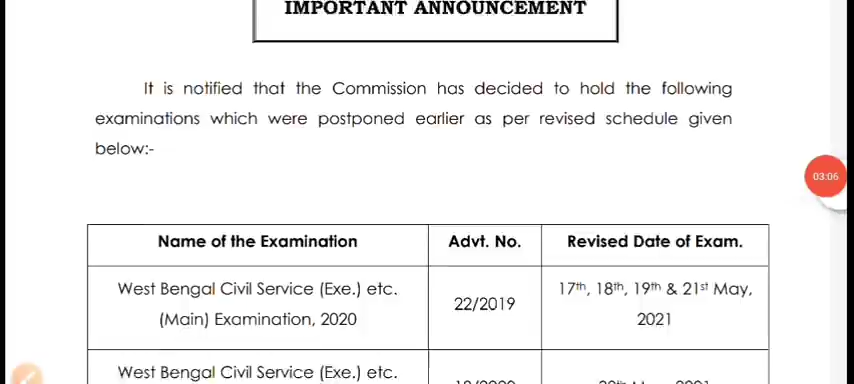 IMPORTANT ANNOUNCEMENT
It is notified that the Commission has decided to hold the following
examinations which were postponed earlier as per revised schedule given
below:-
03:06
Name of the Examination Advt. No. Revised Date of Exam.
West Bengal Civil Service (Exe.) etc. 17th, 18th, 19th & 21st May,
(Main) Examination, 2020 22/2019 2021
West Bengal Civil Service (Exe.) etc.